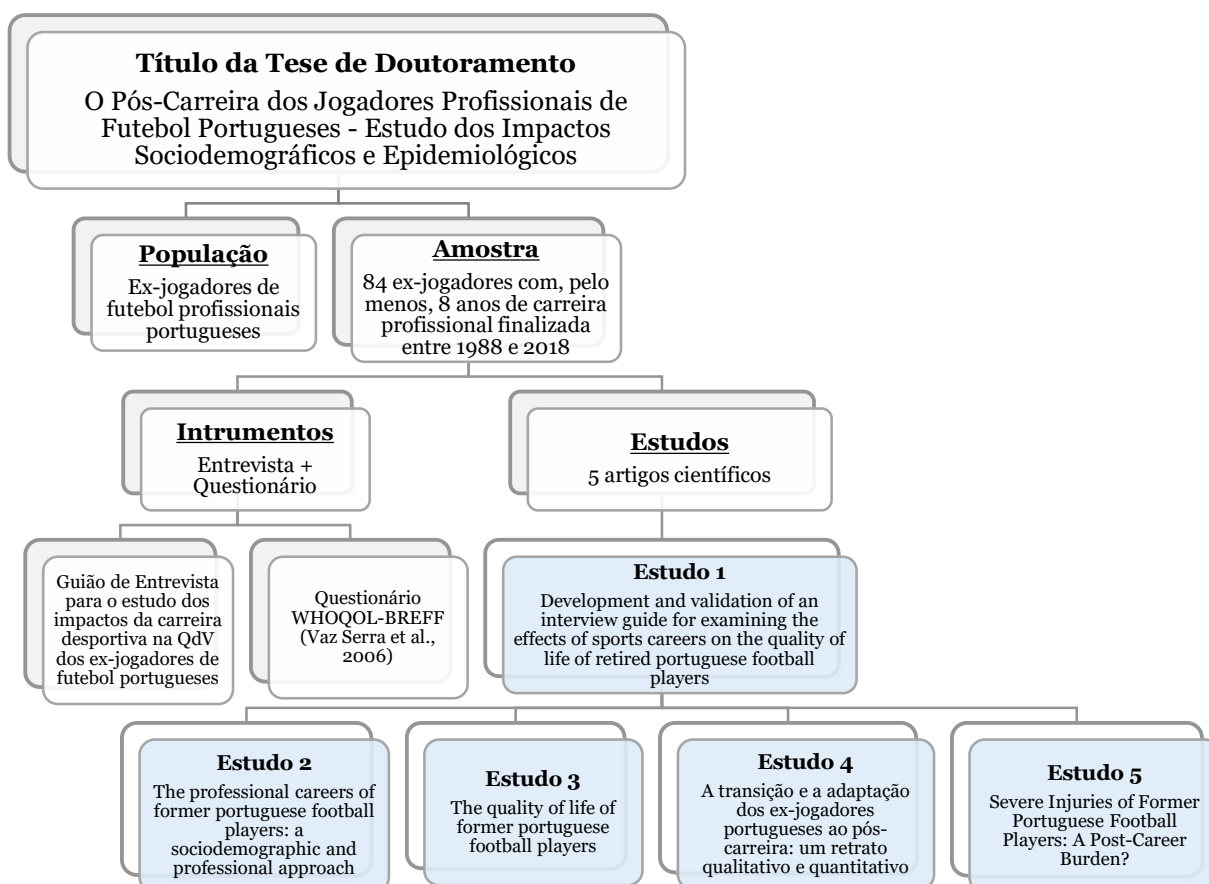 Título da Tese de Doutoramento
O Pós-Carreira dos Jogadores Profissionais de
Futebol Portugueses - Estudo dos Impactos
Sociodemográficos e Epidemiológicos
População
Ex-jogadores de
futebol profissionais
portugueses
Amostra
84 ex-jogadores com, pelo
menos, 8 anos de carreira
profissional finalizada
entre 1988 e 2018
Intrumentos
Entrevista +
Questionário
Estudos
5 artigos científicos
Guião de Entrevista
para o estudo dos
impactos da carreira
desportiva na QdV
dos ex-jogadores de
futebol portugueses
Questionário
WHOQOL-BREFF
(Vaz Serra et al.,
2006)
Estudo 1
Development and validation of an
interview guide for examining the
effects of sports careers on the quality of
life of retired portuguese football
players
Estudo 2
The professional careers of
former portuguese football
players: a
sociodemographic and
professional approach
Estudo 3
The quality of life of
former portuguese
football players
Estudo 4
A transição e a adaptação
dos ex-jogadores
portugueses ao pós-
carreira: um retrato
qualitativo e quantitativo
Estudo 5
Severe Injuries of Former
Portuguese Football
Players: A Post-Career
Burden?